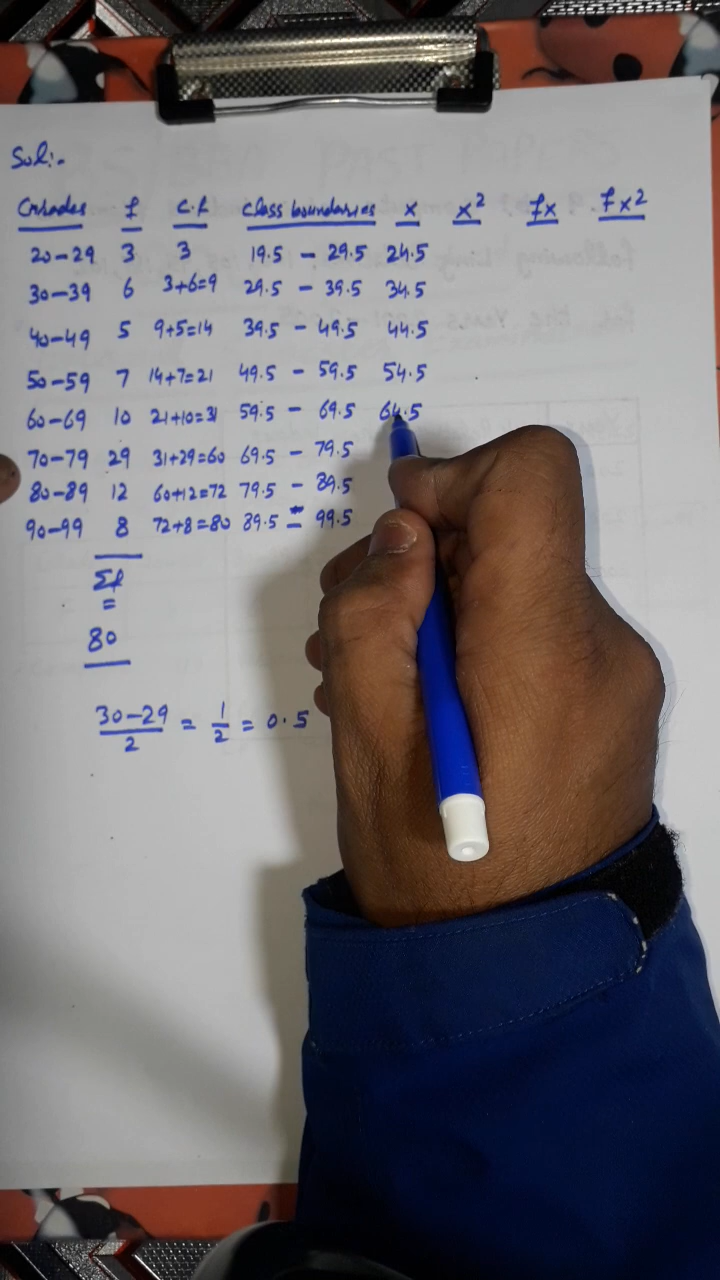 Sol:-
Grades f C.f Class boundaries x x² fx fx²
20-29 3 3 19.5 - 29.5 24.5
30-39 6 3+6=9 29.5 - 39.5 34.5
40-49 5 9+5=14 39.5 - 49.5 44.5
50-59 7 14+7=21 49.5 - 59.5 54.5
60-69 10 21+10=31 59.5 - 69.5 64.5
70-79 29 31+29=60 69.5 - 79.5
80-89 12 60+12=72 79.5 - 89.5
90-99 8 72+8=80 89.5 - 99.5
Σf
=
80
30-29/2 = 1/2 = 0.5